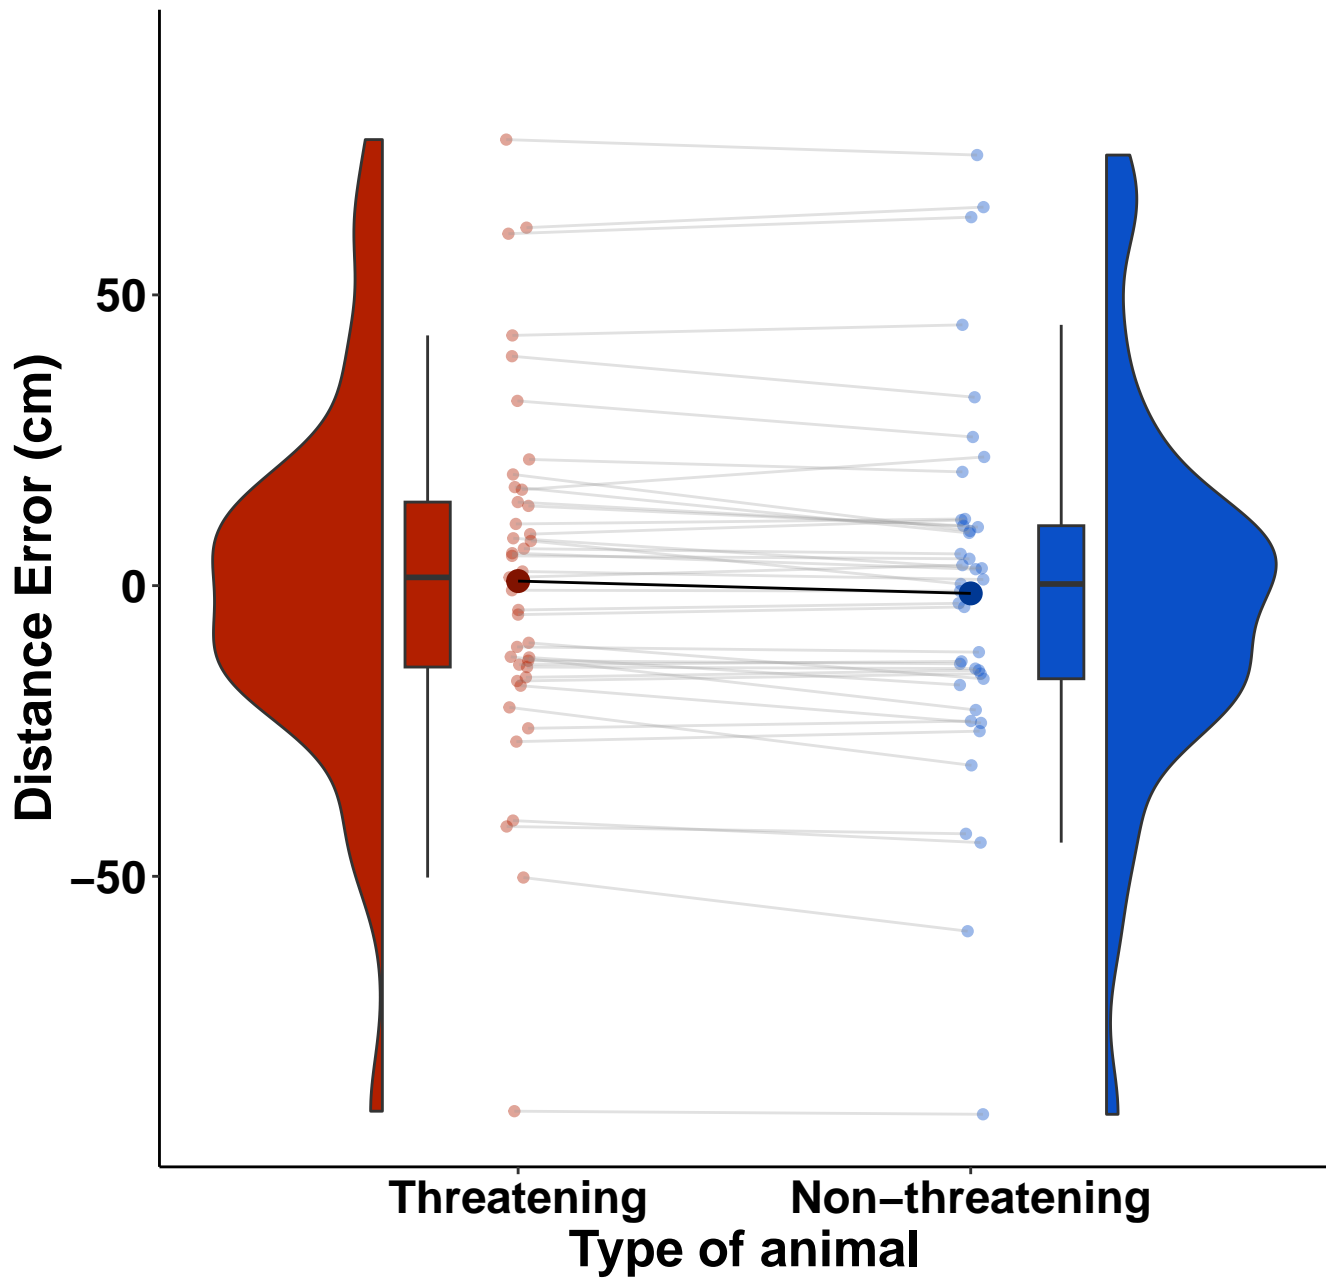 Distance Error (cm)
50
0
−50
Threatening
Non−threatening
Type of animal